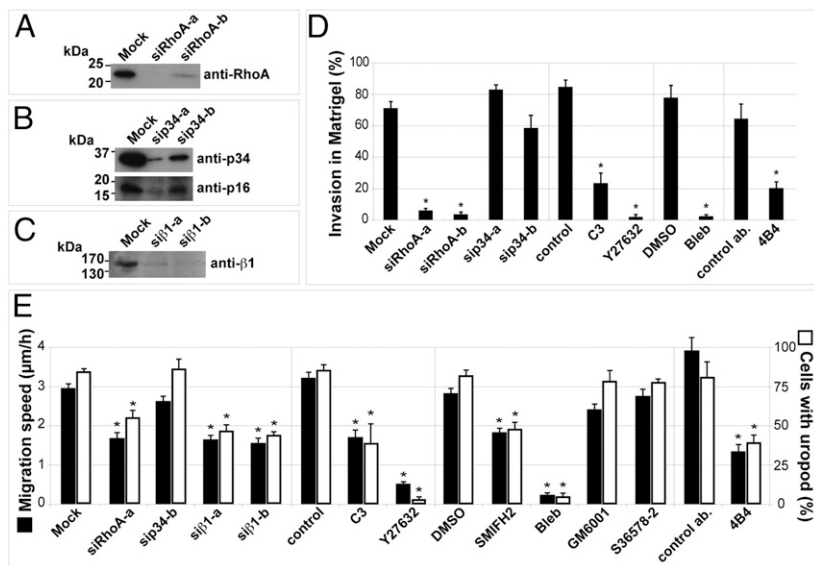 A
kDa
Mock
siRhoA-a
siRhoA-b
25
20
anti-RhoA
B
kDa
Mock
sip34-a
sip34-b
37
anti-p34
20
15
anti-p16
C
kDa
Mock
siβ1-a
siβ1-b
170
130
anti-β1
D
Invasion in Matrigel (%)
100
80
60
40
20
0
* * * * * *
Mock
siRhoA-a
siRhoA-b
sip34-a
sip34-b
control
C3
Y27632
DMSO
Bleb
control ab.
4B4
E
Migration speed (μm/h)
4
3
2
1
0
Cells with uropod (%)
100
75
50
25
0
* * * * * * * * * * * * * * * *
Mock
siRhoA-a
sip34-b
siβ1-a
siβ1-b
control
C3
Y27632
DMSO
SMIFH2
Bleb
GM6001
S36578-2
control ab.
4B4